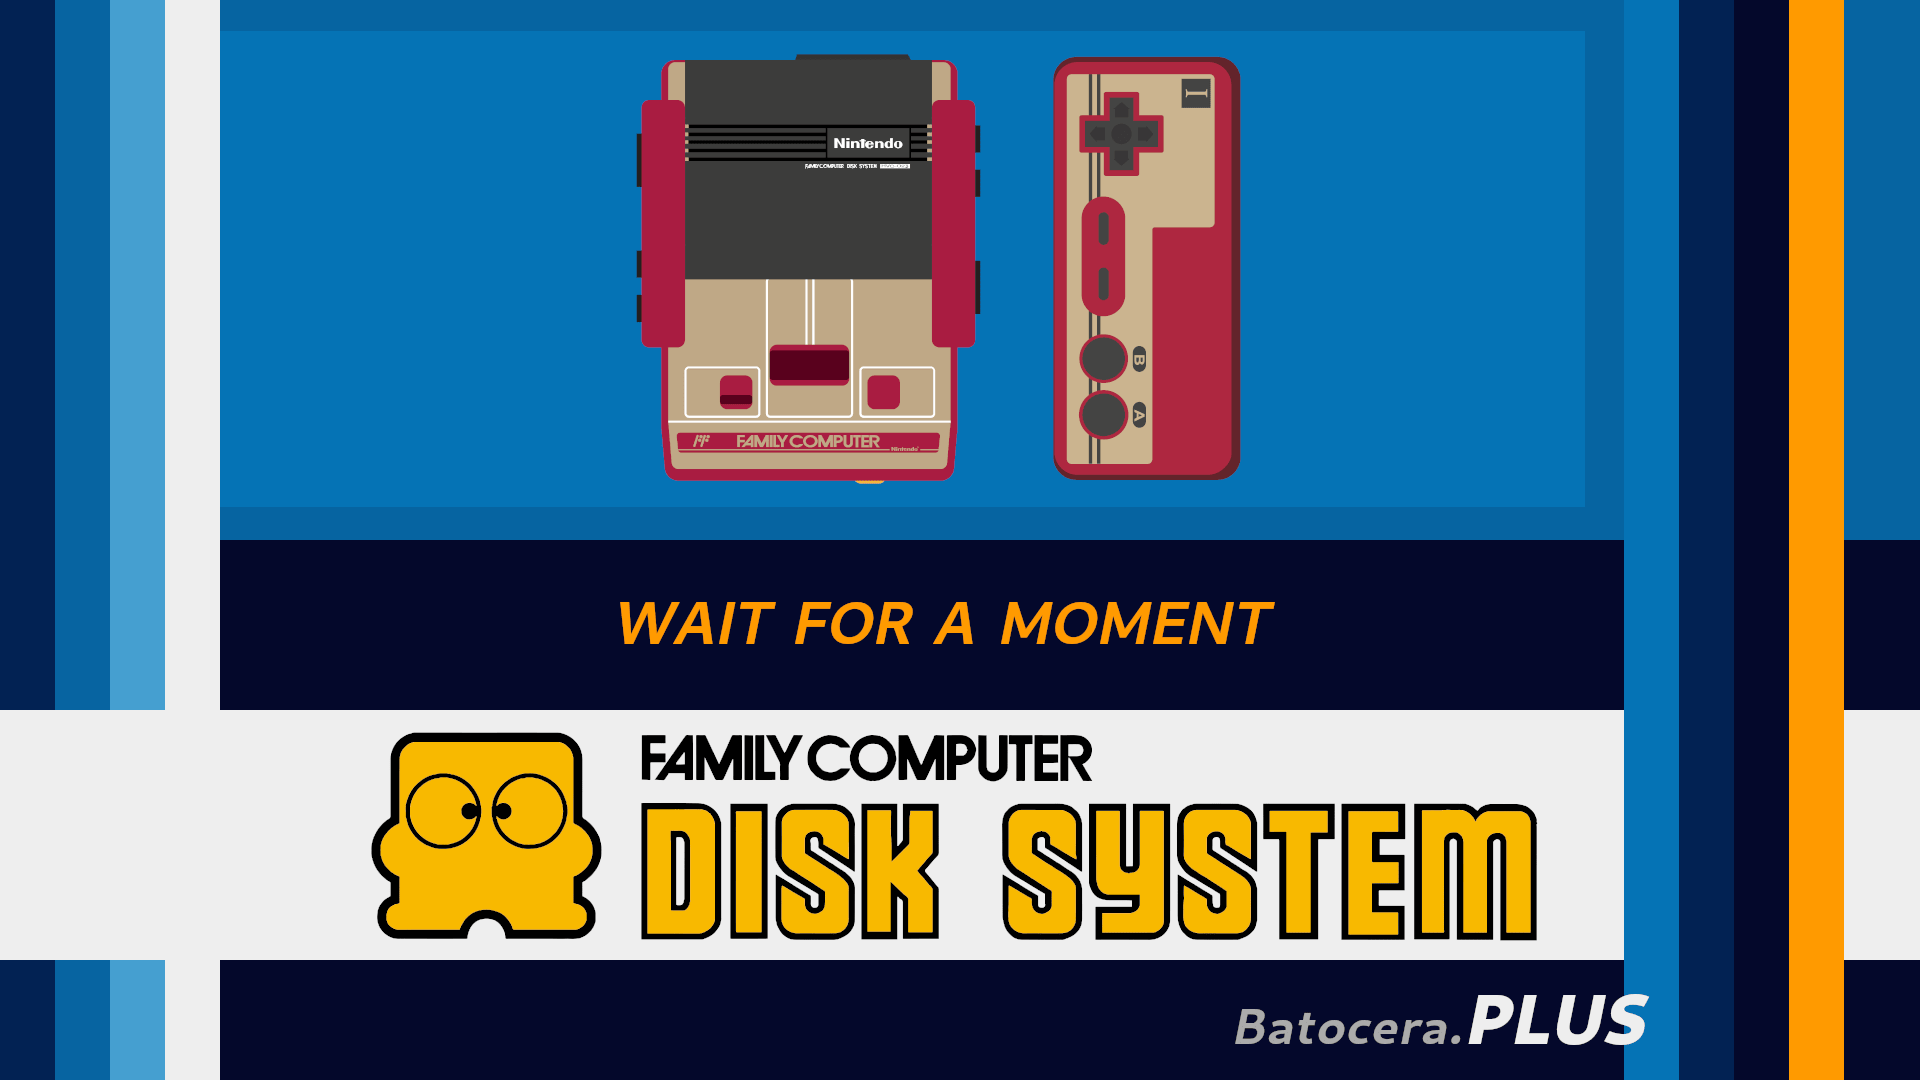 Nintendo
FAMILY COMPUTER DISK SYSTEM
I
B
A
FAMILY COMPUTER
Nintendo
WAIT FOR A MOMENT
FAMILY COMPUTER
DISK SYSTEM
Batocera.PLUS